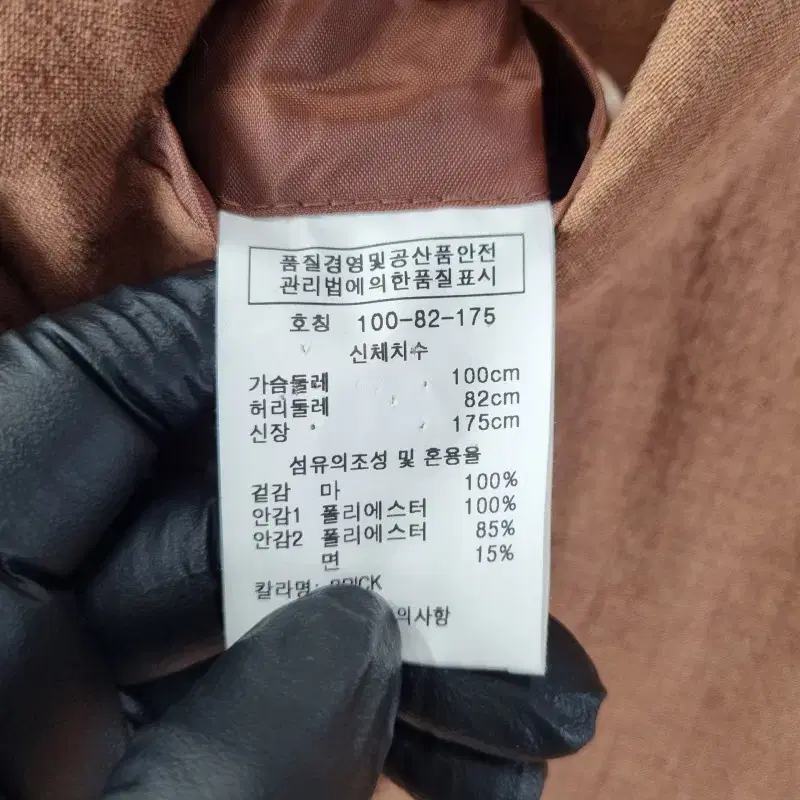 품질경영및공산품안전
관리법에의한품질표시
호칭 100-82-175
신체치수
가슴둘레 100cm
허리둘레 82cm
신장 175cm
섬유의조성 및 혼용율
겉감 마 100%
안감1 폴리에스터 100%
안감2 폴리에스터 85%
면 15%
칼라명: BRICK
의사항